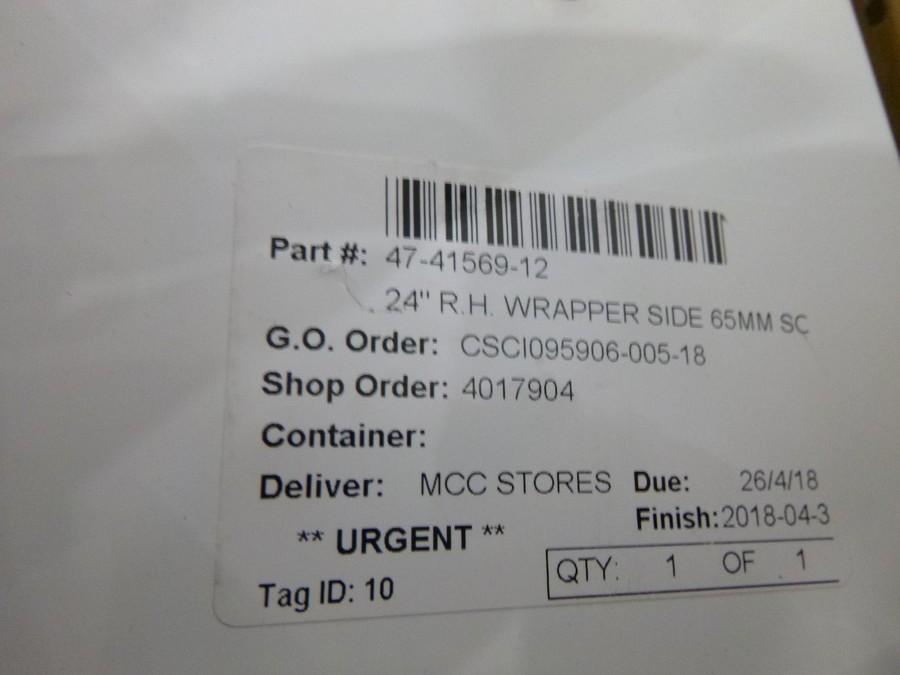 Part #: 47-41569-12
24" R.H. WRAPPER SIDE 65MM SC
G.O. Order: CSCI095906-005-18
Shop Order: 4017904
Container:
Deliver: MCC STORES Due: 26/4/18
Finish: 2018-04-3
** URGENT **
QTY: 1 OF 1
Tag ID: 10